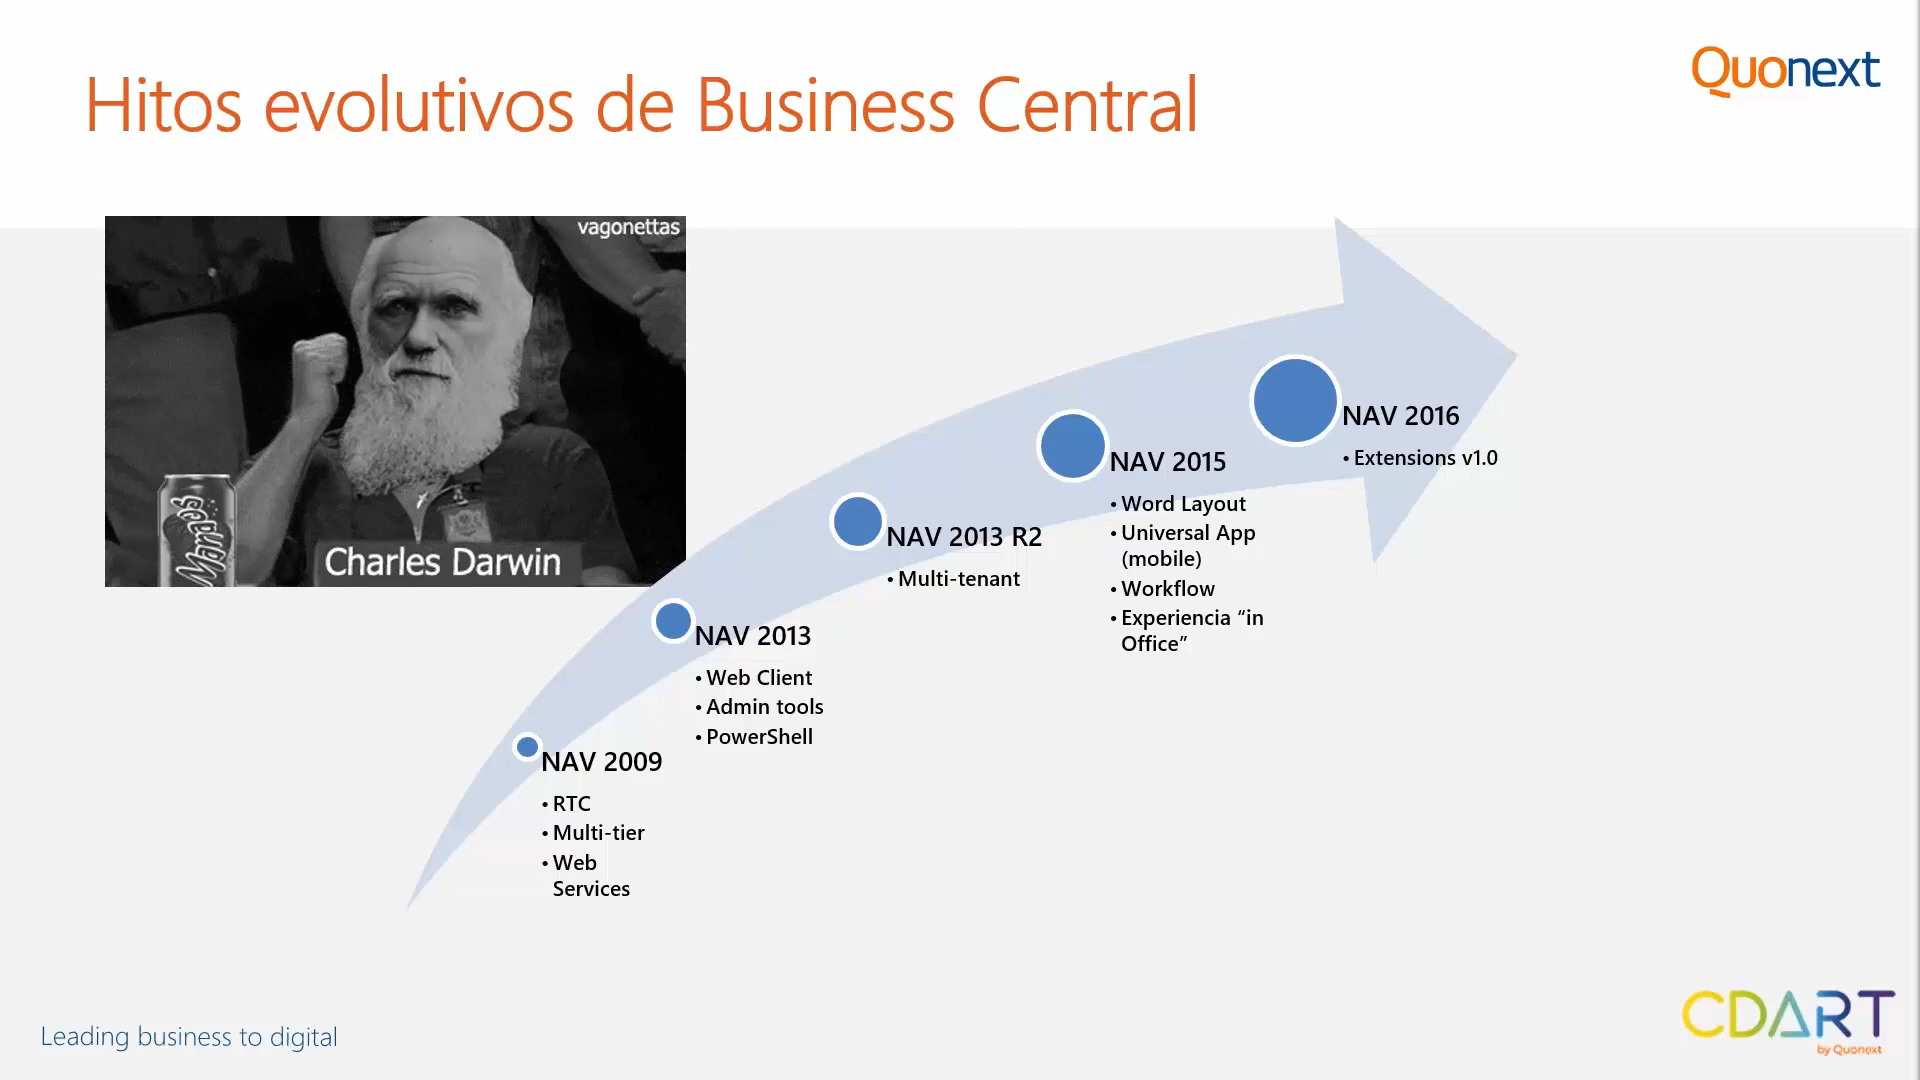 Hitos evolutivos de Business Central
Quonext
vagonettas
Charles Darwin
NAV 2009
• RTC
• Multi-tier
• Web
Services
NAV 2013
• Web Client
• Admin tools
• PowerShell
NAV 2013 R2
• Multi-tenant
NAV 2015
• Word Layout
• Universal App
(mobile)
• Workflow
• Experiencia “in
Office”
NAV 2016
• Extensions v1.0
Leading business to digital
CDART
by Quonext